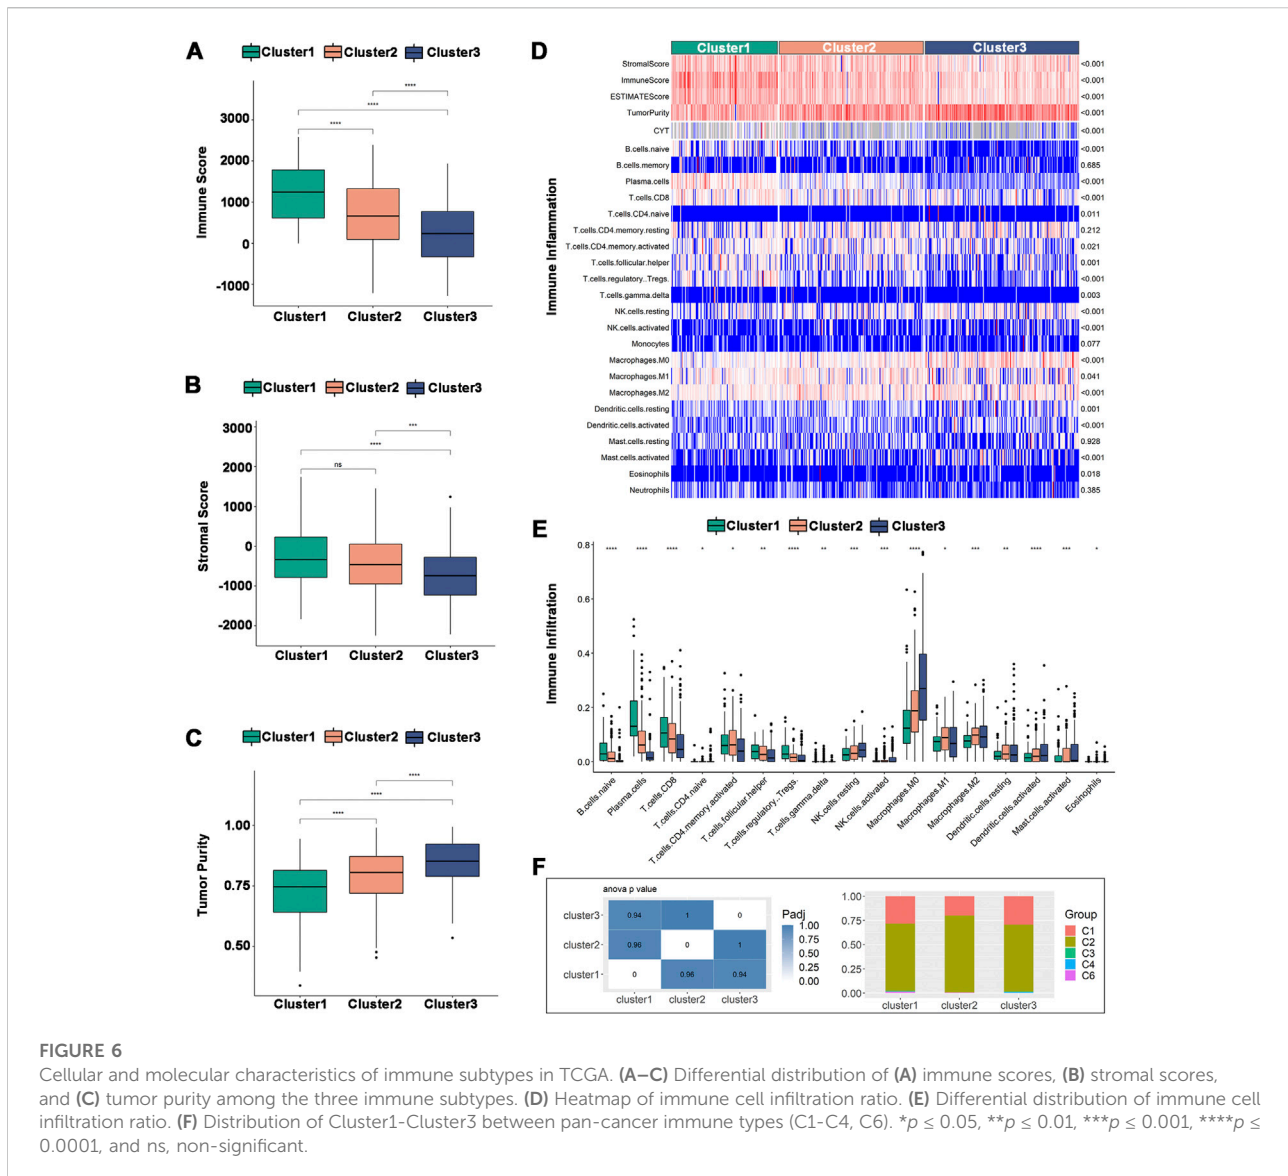 A
Cluster1 Cluster2 Cluster3
****
****
****
Immune Score
3000
2000
1000
0
-1000
Cluster1 Cluster2 Cluster3
B
Cluster1 Cluster2 Cluster3
***
****
ns
Stromal Score
3000
2000
1000
0
-1000
-2000
Cluster1 Cluster2 Cluster3
C
Cluster1 Cluster2 Cluster3
****
****
****
Tumor Purity
1.00
0.75
0.50
Cluster1 Cluster2 Cluster3
D
Cluster1 Cluster2 Cluster3
Immune Inflammation
StromalScore <0.001
ImmuneScore <0.001
ESTIMATEScore <0.001
TumorPurity <0.001
CYT <0.001
B.cells.naive <0.001
B.cells.memory 0.685
Plasma.cells <0.001
T.cells.CD8 <0.001
T.cells.CD4.naive 0.011
T.cells.CD4.memory.resting 0.212
T.cells.CD4.memory.activated 0.021
T.cells.follicular.helper 0.001
T.cells.regulatory..Tregs. <0.001
T.cells.gamma.delta 0.003
NK.cells.resting <0.001
NK.cells.activated <0.001
Monocytes 0.077
Macrophages.M0 <0.001
Macrophages.M1 0.041
Macrophages.M2 <0.001
Dendritic.cells.resting 0.001
Dendritic.cells.activated <0.001
Mast.cells.resting 0.928
Mast.cells.activated <0.001
Eosinophils 0.018
Neutrophils 0.385
E
Cluster1 Cluster2 Cluster3
**** **** **** * * ** **** ** *** *** **** * *** ** **** *** *
Immune Infiltration
0.8
0.6
0.4
0.2
0.0
B.cells.naive
Plasma.cells
T.cells.CD8
T.cells.CD4.naive
T.cells.CD4.memory.activated
T.cells.follicular.helper
T.cells.regulatory..Tregs.
T.cells.gamma.delta
NK.cells.resting
NK.cells.activated
Macrophages.M0
Macrophages.M1
Macrophages.M2
Dendritic.cells.resting
Dendritic.cells.activated
Mast.cells.activated
Eosinophils
F
anova p value
cluster3 0.94 1 0
cluster2 0.96 0 1
cluster1 0 0.96 0.94
cluster1 cluster2 cluster3
Padj
1.00
0.75
0.50
0.25
0.00
1.00
0.75
0.50
0.25
0.00
cluster1 cluster2 cluster3
Group
C1
C2
C3
C4
C6
FIGURE 6
Cellular and molecular characteristics of immune subtypes in TCGA. (A–C) Differential distribution of (A) immune scores, (B) stromal scores,
and (C) tumor purity among the three immune subtypes. (D) Heatmap of immune cell infiltration ratio. (E) Differential distribution of immune cell
infiltration ratio. (F) Distribution of Cluster1-Cluster3 between pan-cancer immune types (C1-C4, C6). *p ≤ 0.05, **p ≤ 0.01, ***p ≤ 0.001, ****p ≤
0.0001, and ns, non-significant.